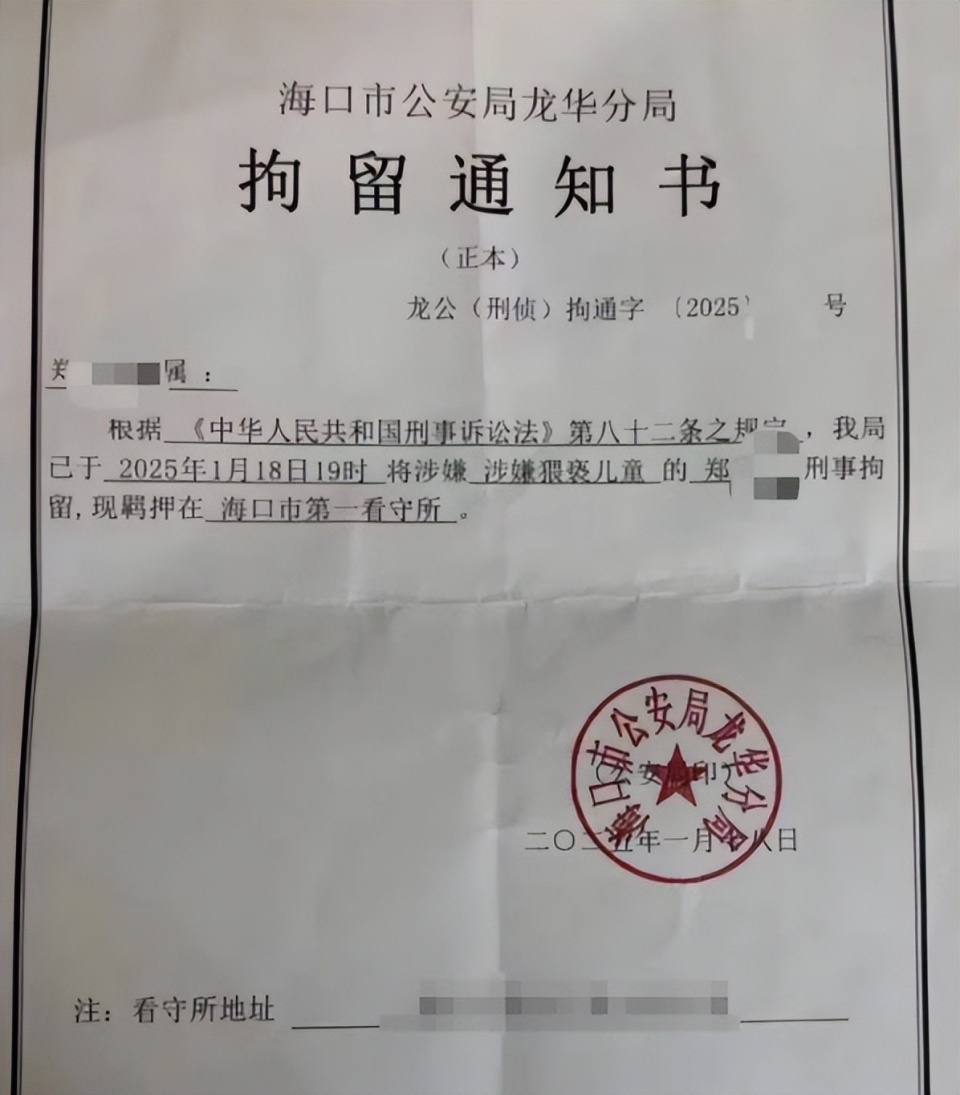 海口市公安局龙华分局
拘留通知书
（正本）
龙公（刑侦）拘通字 〔2025 号
郑 属：
根据《中华人民共和国刑事诉讼法》第八十二条之规定，我局
已于 2025年1月18日19时 将涉嫌 涉嫌猥亵儿童 的 郑 刑事拘
留,现羁押在 海口市第一看守所 。
海口市公安局龙华分局
（公安局印）
二〇二五年一月 八日
注：看守所地址